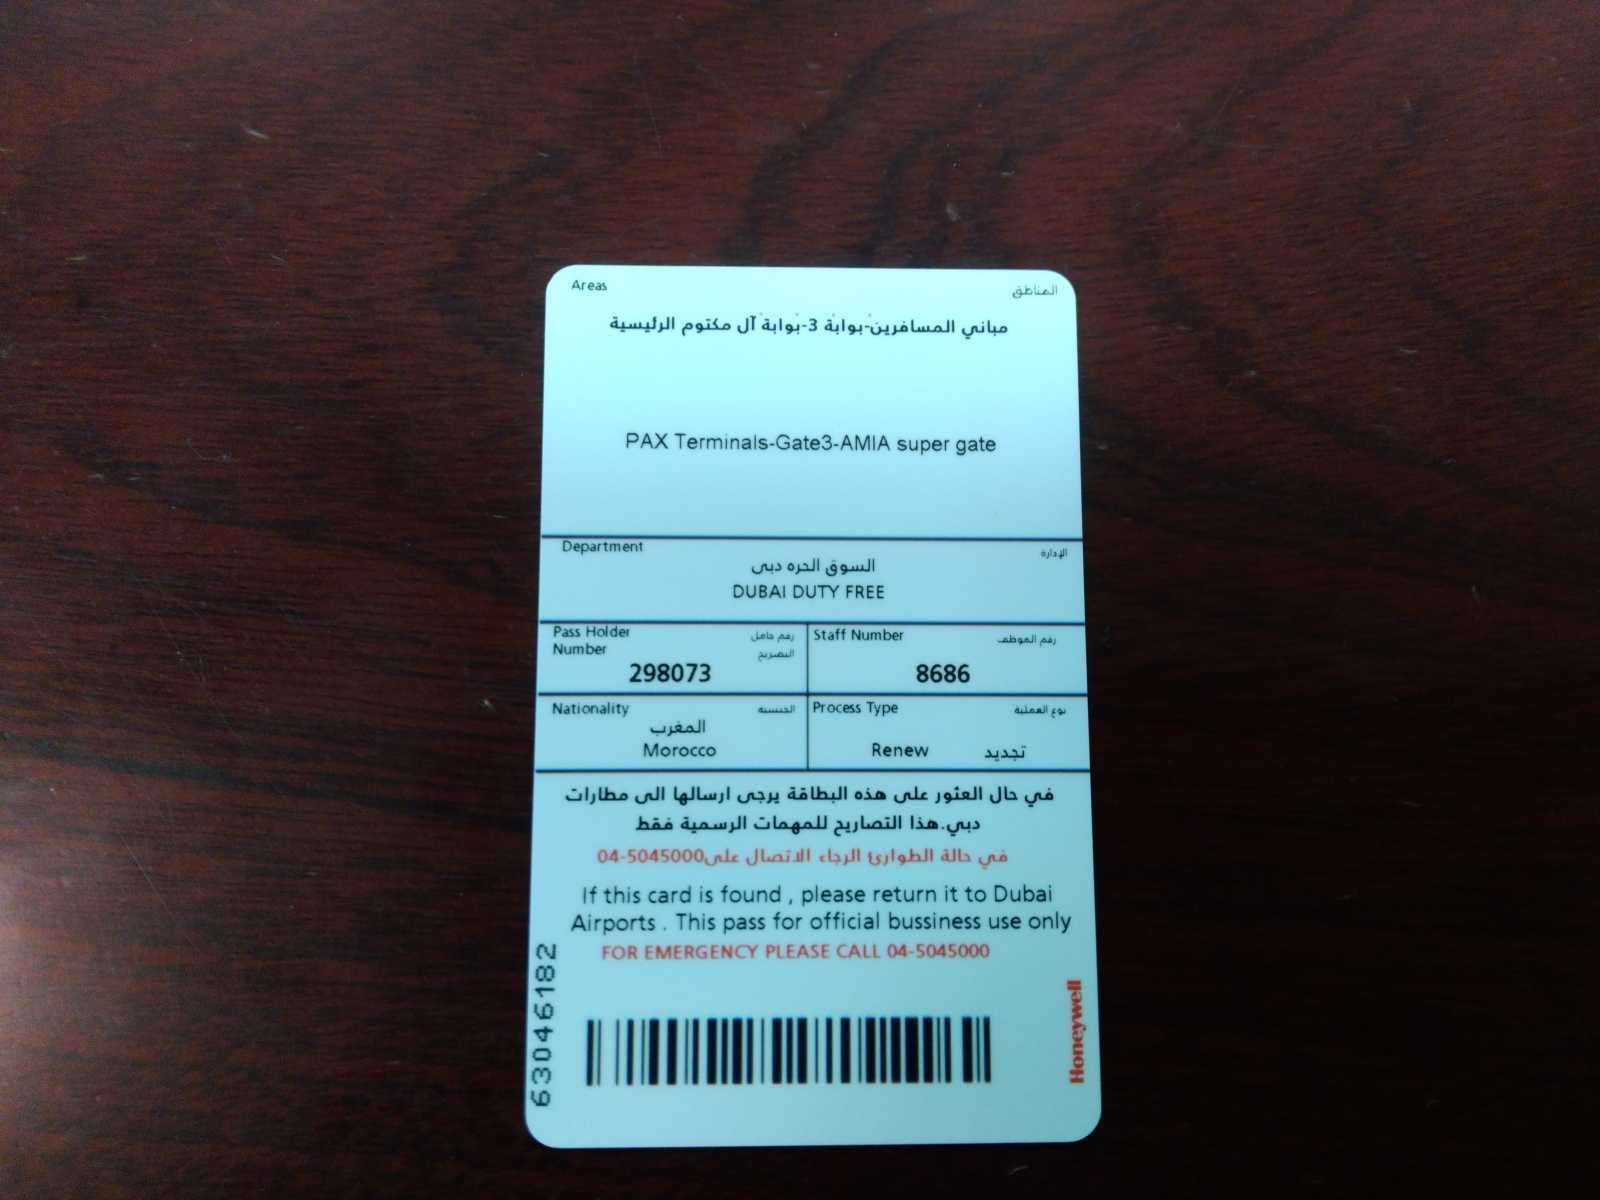 Areas المناطق
مباني المسافرين-بوابة 3-بوابة آل مكتوم الرئيسية
PAX Terminals-Gate3-AMIA super gate
Department الإدارة
السوق الحره دبى
DUBAI DUTY FREE
Pass Holder Number رقم حامل التصريح
298073
Staff Number رقم الموظف
8686
Nationality الجنسية
المغرب
Morocco
Process Type نوع العملية
Renew تجديد
في حال العثور على هذه البطاقة يرجى ارسالها الى مطارات
دبي.هذا التصاريح للمهمات الرسمية فقط
في حالة الطوارئ الرجاء الاتصال على04-5045000
If this card is found , please return it to Dubai
Airports . This pass for official bussiness use only
FOR EMERGENCY PLEASE CALL 04-5045000
63046182
Honeywell